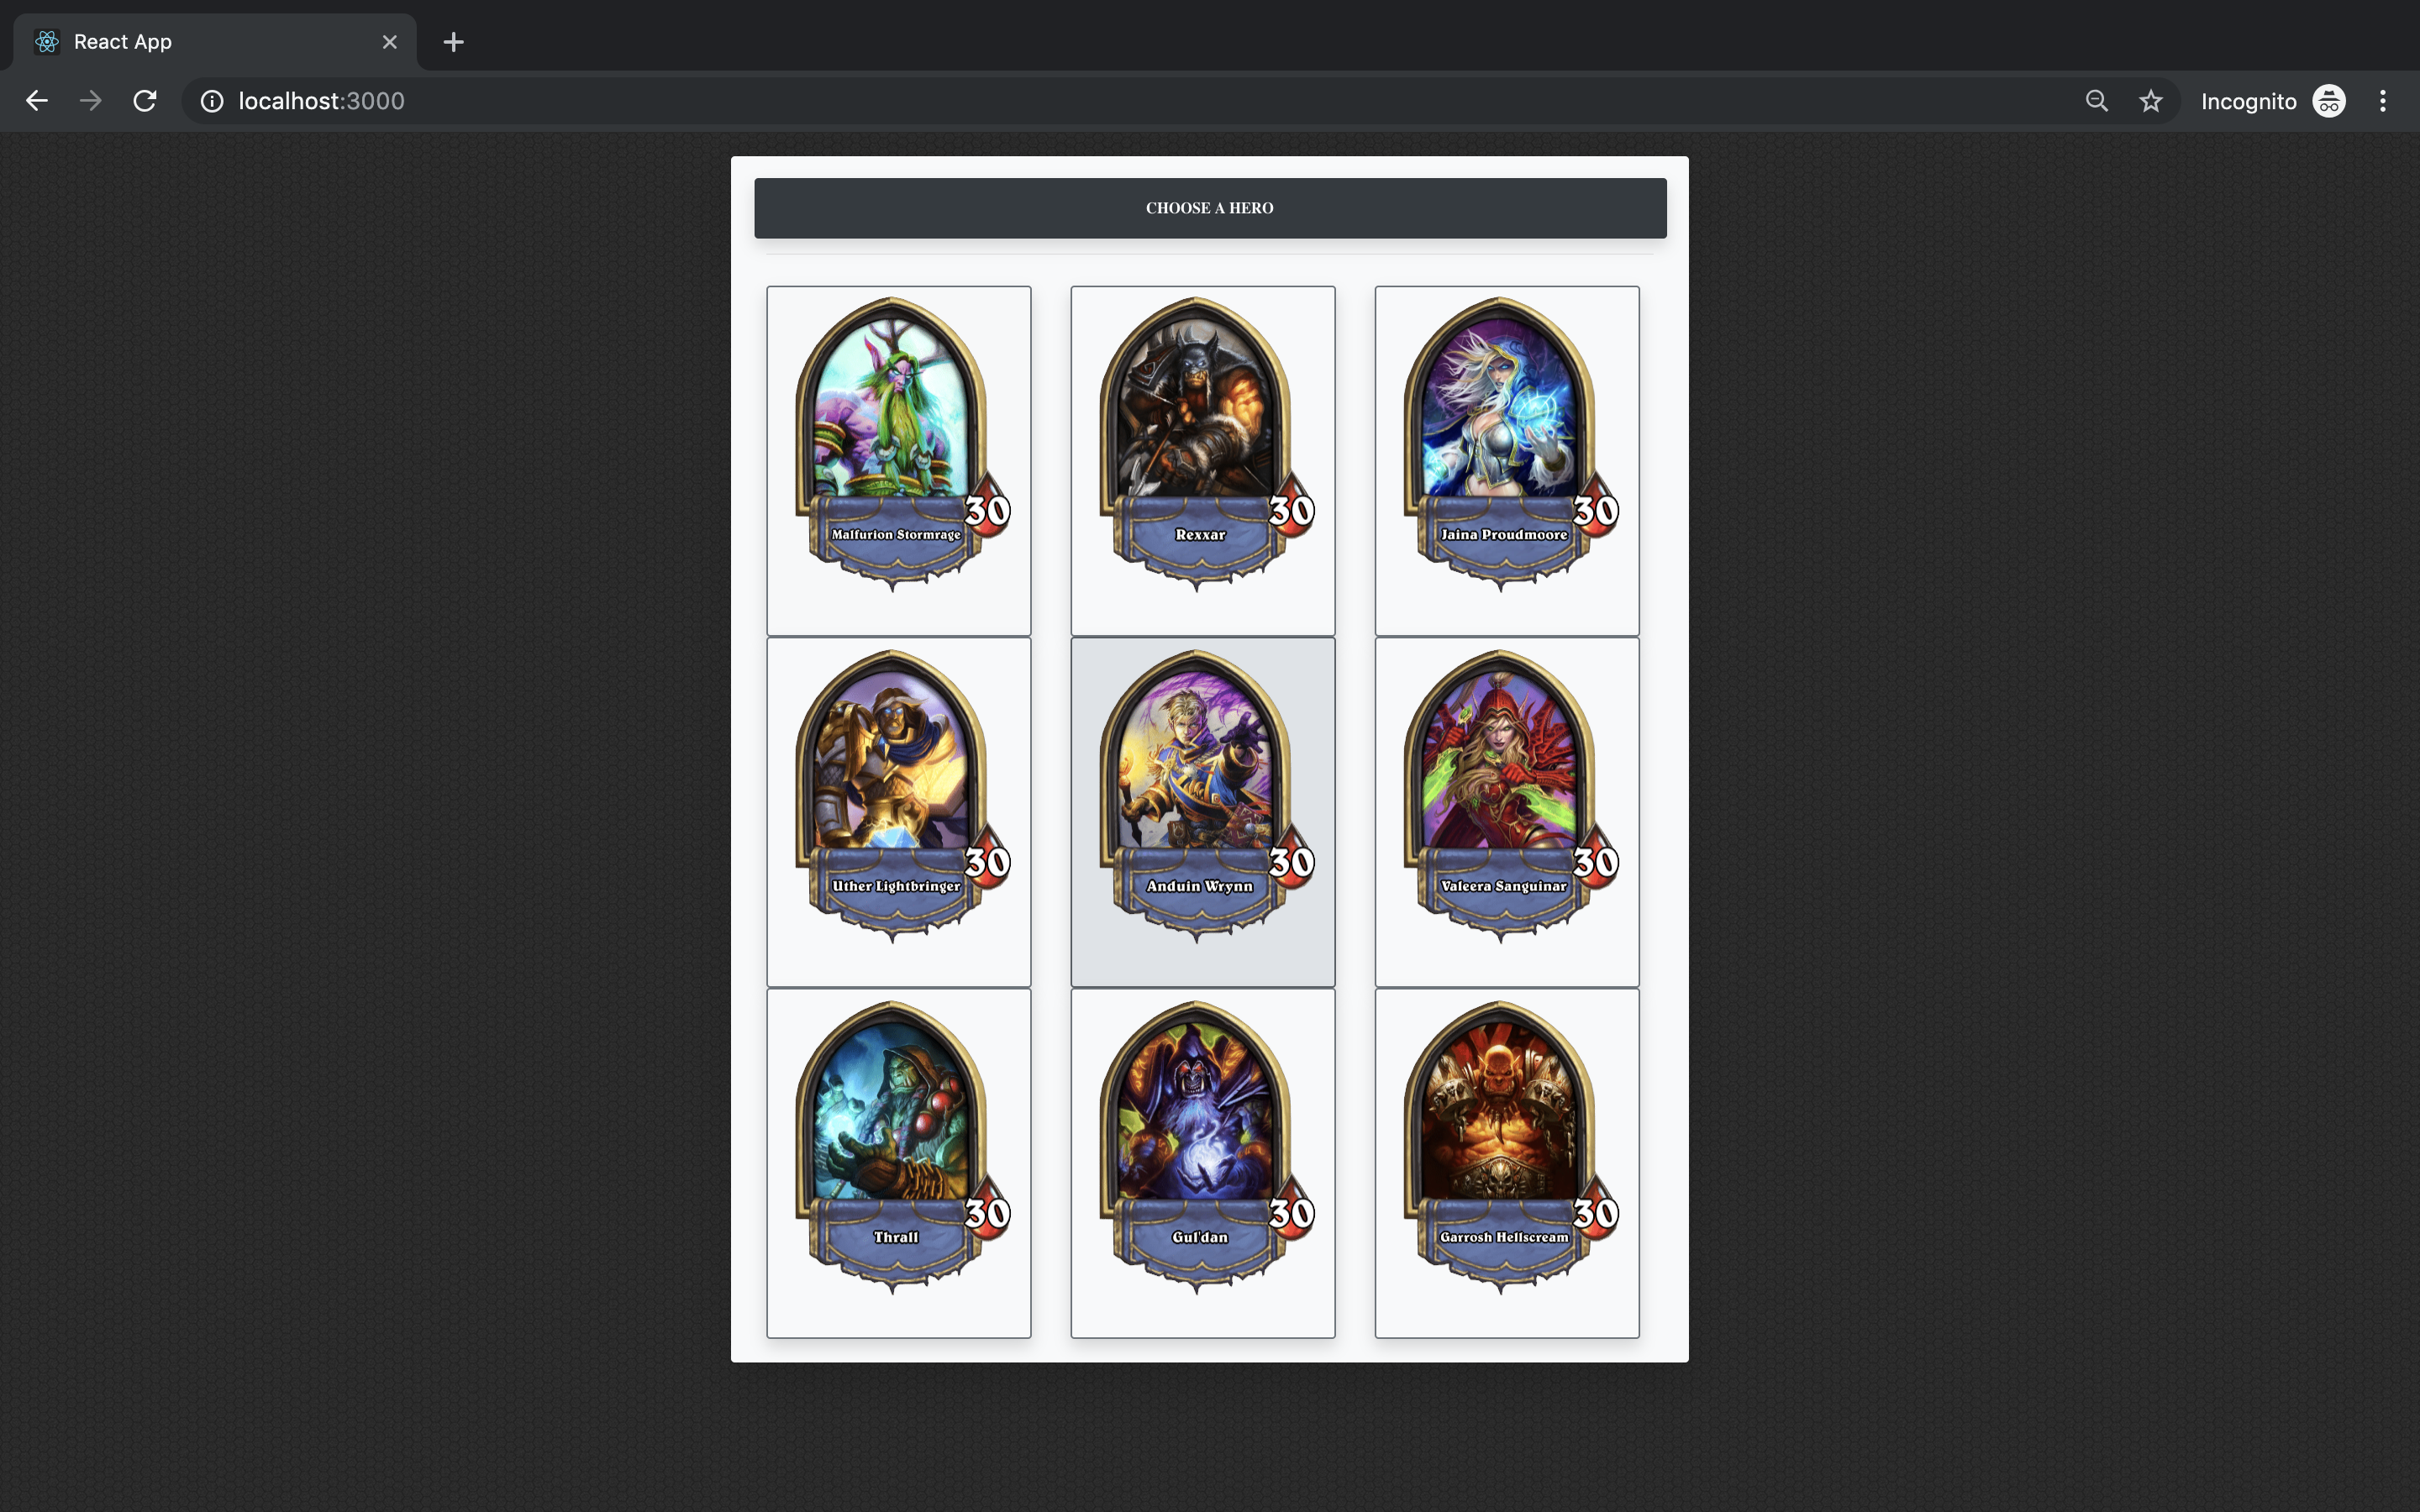 React App
localhost:3000
Incognito
CHOOSE A HERO
30
30
30
Malfurion Stormrage
Rexxar
Jaina Proudmoore
30
30
30
Uther Lightbringer
Anduin Wrynn
Valeera Sanguinar
30
30
30
Thrall
Gul'dan
Garrosh Hellscream